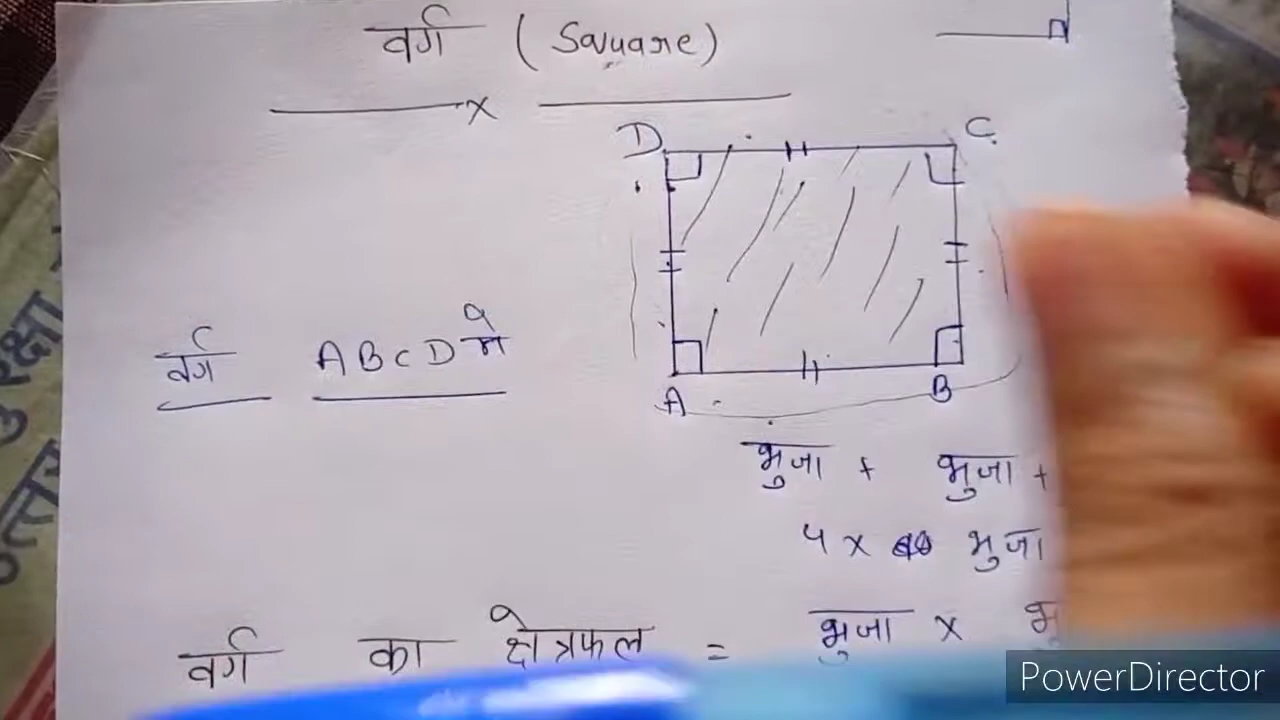 वर्ग (Square)
D C
वर्ग ABCD में
A B
भुजा + भुजा +
4 x भुजा
वर्ग का क्षेत्रफल = भुजा x
PowerDirector